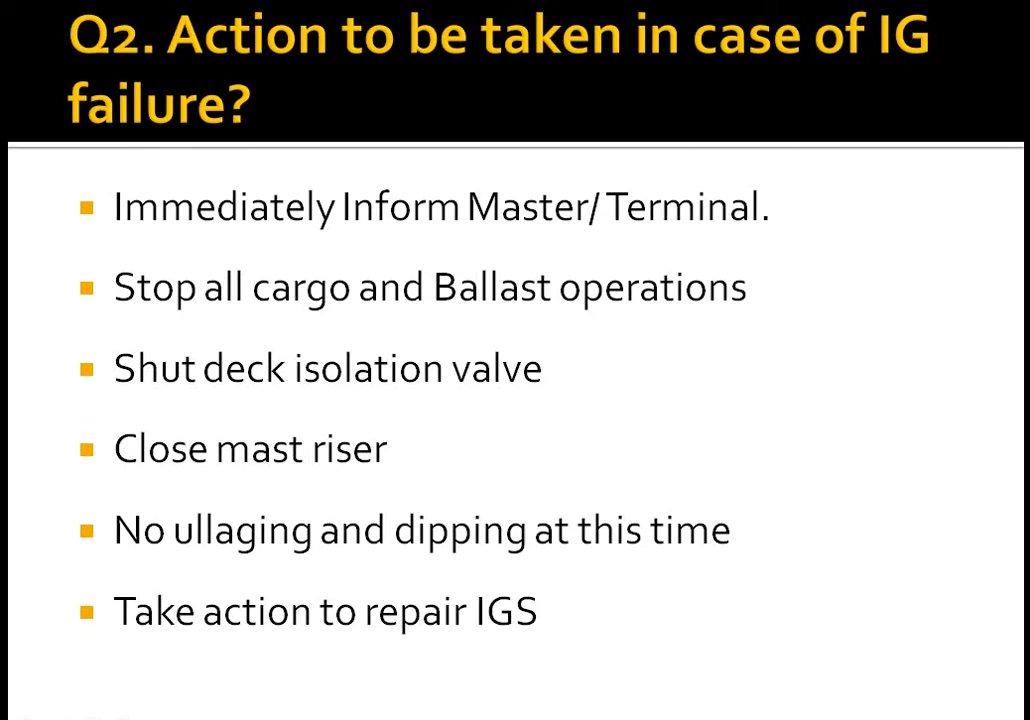 Q2. Action to be taken in case of IG
failure?
Immediately Inform Master/ Terminal.
Stop all cargo and Ballast operations
Shut deck isolation valve
Close mast riser
No ullaging and dipping at this time
Take action to repair IGS